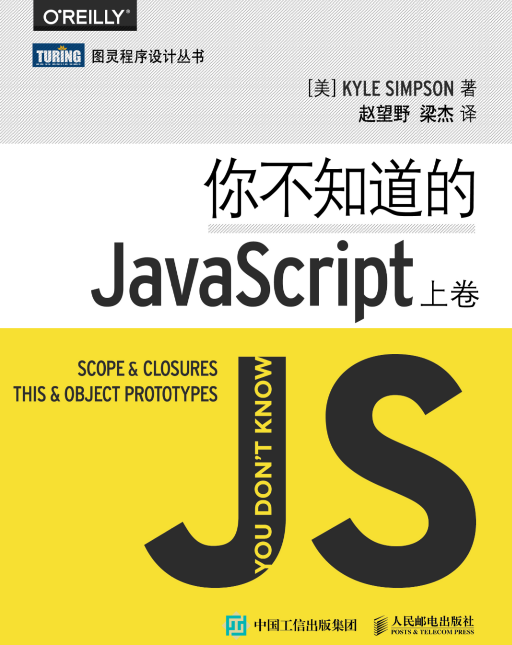 O'REILLY®
TURING 图灵程序设计丛书
[美] KYLE SIMPSON 著
赵望野 梁杰 译
你不知道的
JavaScript 上卷
SCOPE & CLOSURES
THIS & OBJECT PROTOTYPES
YOU DON'T KNOW
JS
中国工信出版集团
人民邮电出版社
POSTS & TELECOM PRESS